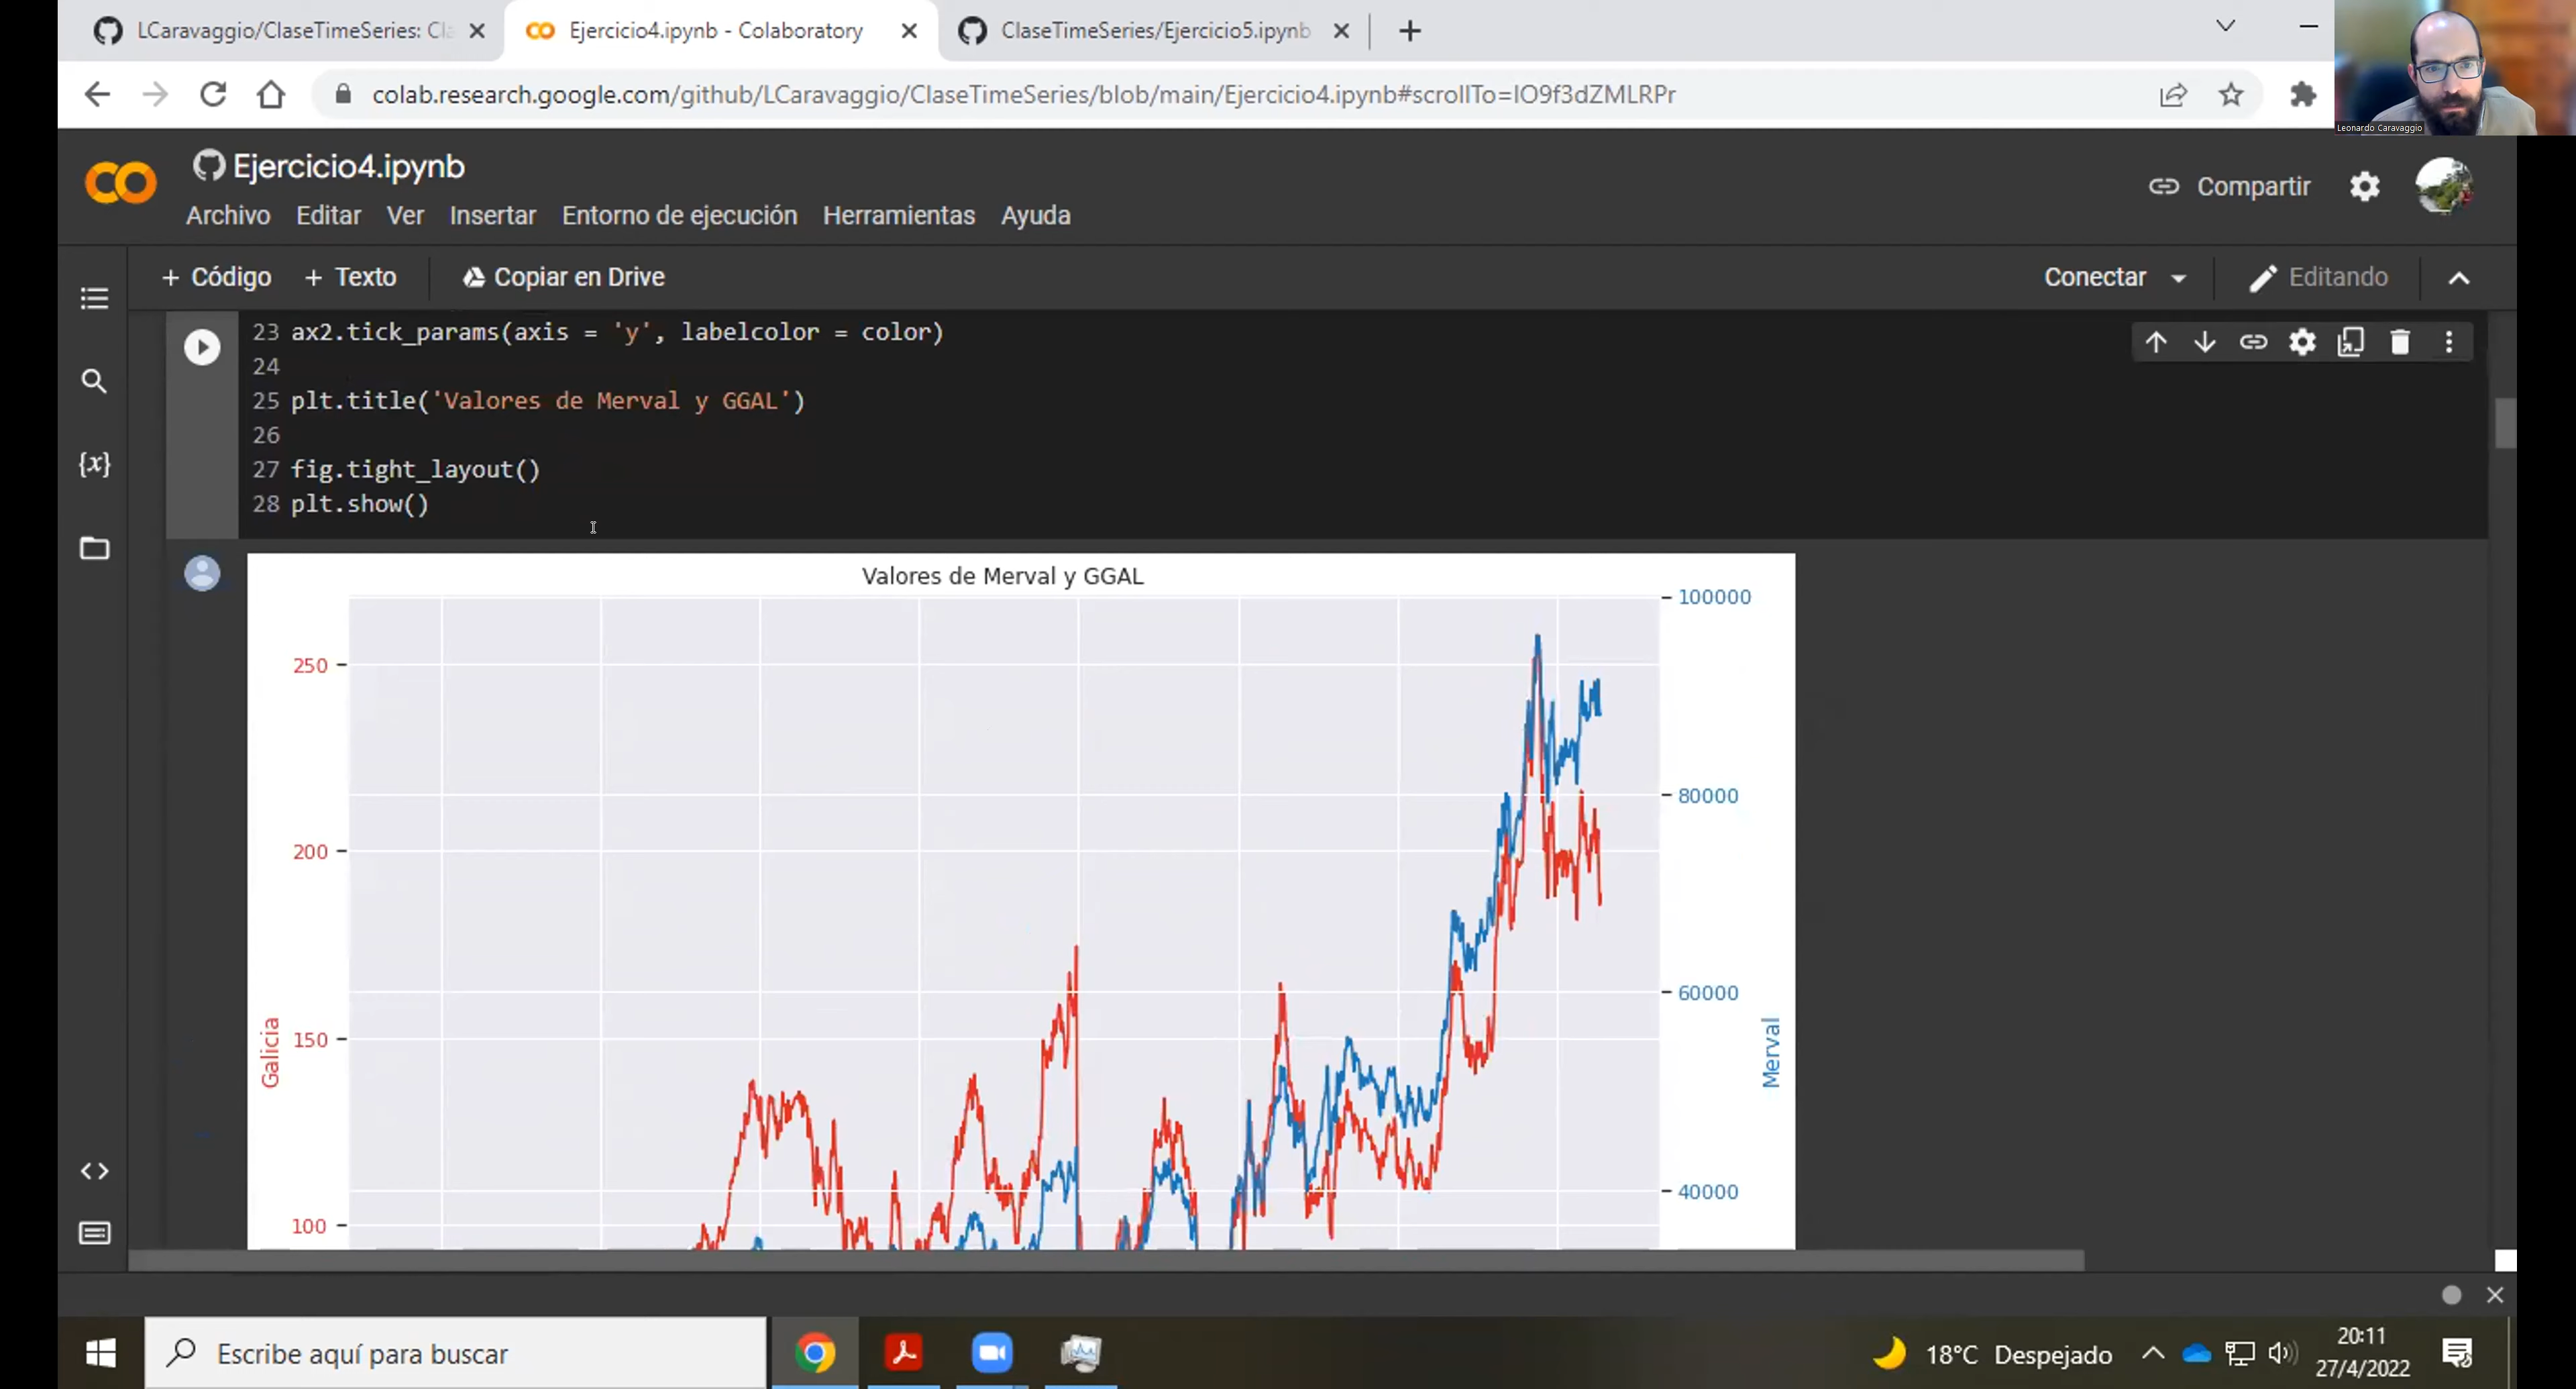 LCaravaggio/ClaseTimeSeries: Cl
Ejercicio4.ipynb - Colaboratory
ClaseTimeSeries/Ejercicio5.ipynb
colab.research.google.com/github/LCaravaggio/ClaseTimeSeries/blob/main/Ejercicio4.ipynb#scrollTo=lO9f3dZMLRPr
Leonardo Caravaggio
Ejercicio4.ipynb
Compartir
Archivo Editar Ver Insertar Entorno de ejecución Herramientas Ayuda
+ Código + Texto Copiar en Drive Conectar Editando
23 ax2.tick_params(axis = 'y', labelcolor = color)
24
25 plt.title('Valores de Merval y GGAL')
26
27 fig.tight_layout()
28 plt.show()
{x}
Valores de Merval y GGAL
100000
250
80000
200
60000
150
Galicia
Merval
40000
100
Escribe aquí para buscar
18°C Despejado
20:11
27/4/2022